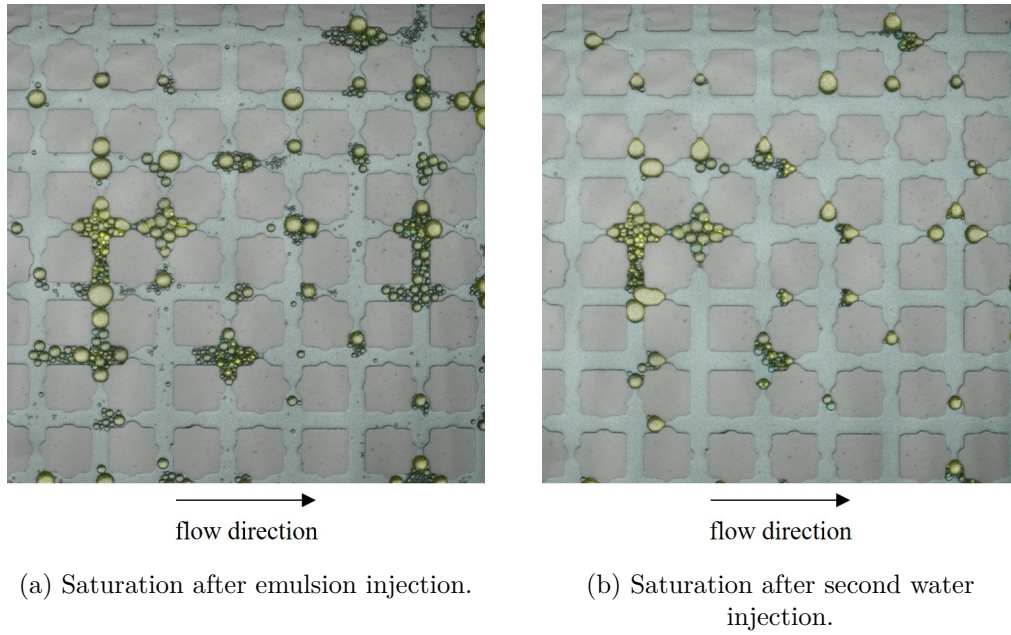 flow direction
flow direction
(a) Saturation after emulsion injection.
(b) Saturation after second water
injection.